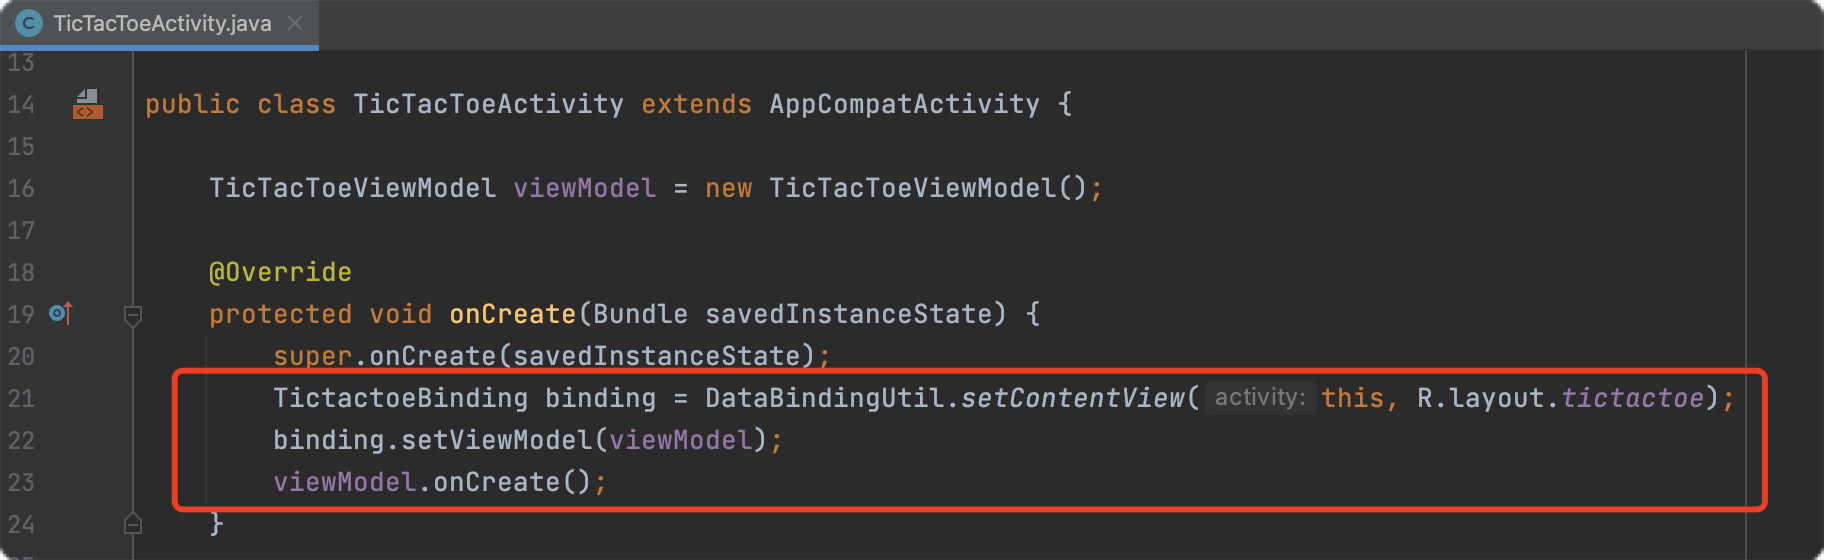 C TicTacToeActivity.java
13
14 <> public class TicTacToeActivity extends AppCompatActivity {
15
16 TicTacToeViewModel viewModel = new TicTacToeViewModel();
17
18 @Override
19 protected void onCreate(Bundle savedInstanceState) {
20 super.onCreate(savedInstanceState);
21 TictactoeBinding binding = DataBindingUtil.setContentView( activity: this, R.layout.tictactoe);
22 binding.setViewModel(viewModel);
23 viewModel.onCreate();
24 }